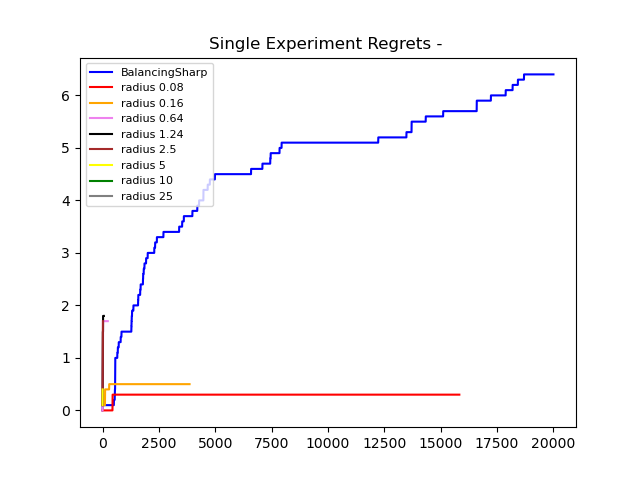 Single Experiment Regrets -
BalancingSharp
radius 0.08
radius 0.16
radius 0.64
radius 1.24
radius 2.5
radius 5
radius 10
radius 25
6
5
4
3
2
1
0
0 2500 5000 7500 10000 12500 15000 17500 20000